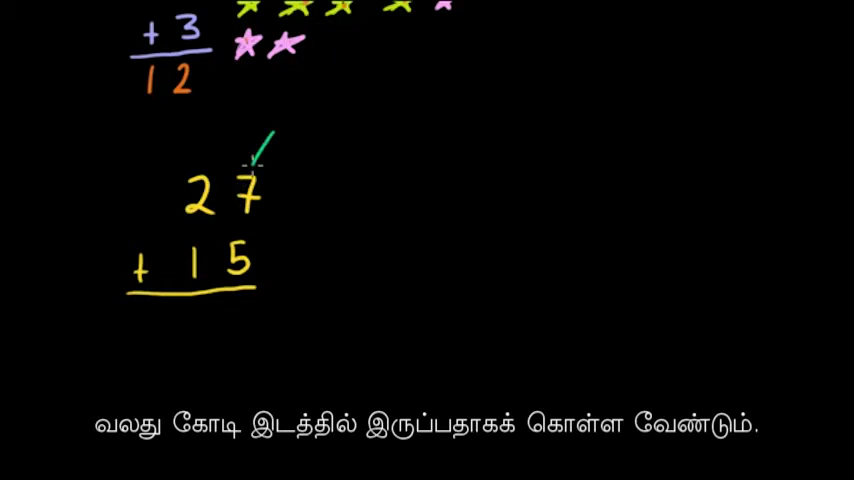 + 3
12
27
+ 15
வலது கோடி இடத்தில் இருப்பதாகக் கொள்ள வேண்டும்.